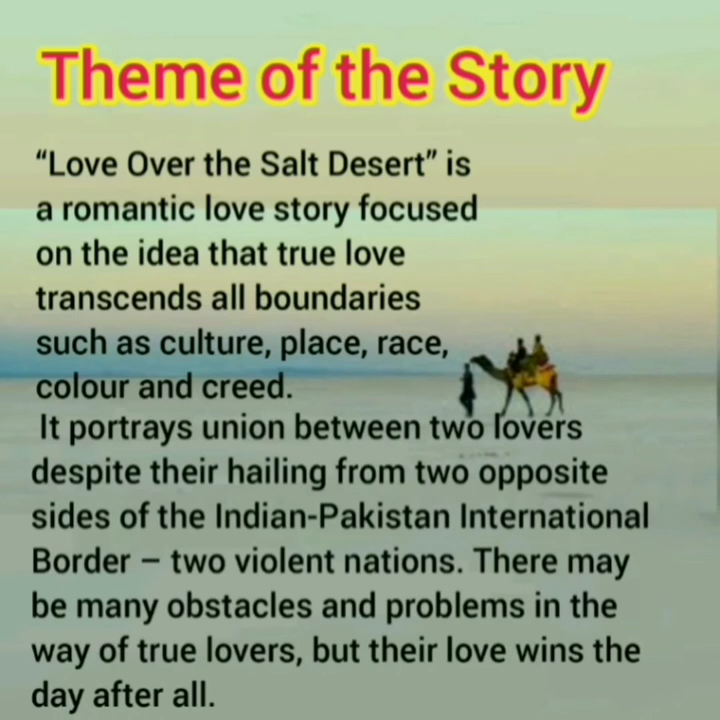 Theme of the Story
“Love Over the Salt Desert” is
a romantic love story focused
on the idea that true love
transcends all boundaries
such as culture, place, race,
colour and creed.
It portrays union between two lovers
despite their hailing from two opposite
sides of the Indian-Pakistan International
Border – two violent nations. There may
be many obstacles and problems in the
way of true lovers, but their love wins the
day after all.